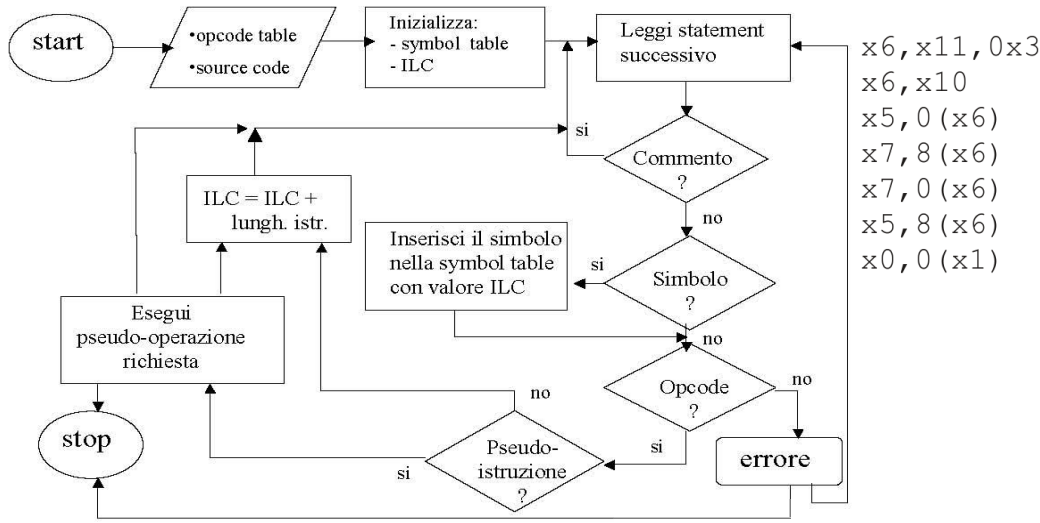 start
•opcode table
•source code
Inizializza:
- symbol table
- ILC
Leggi statement
successivo
x6,x11,0x3
x6,x10
x5,0(x6)
x7,8(x6)
x7,0(x6)
x5,8(x6)
x0,0(x1)
si
Commento
?
no
ILC = ILC +
lungh. istr.
Inserisci il simbolo
nella symbol table
con valore ILC
si
Simbolo
?
no
Esegui
pseudo-operazione
richiesta
Opcode
?
no
no
si
stop
Pseudo-
istruzione
?
si
errore